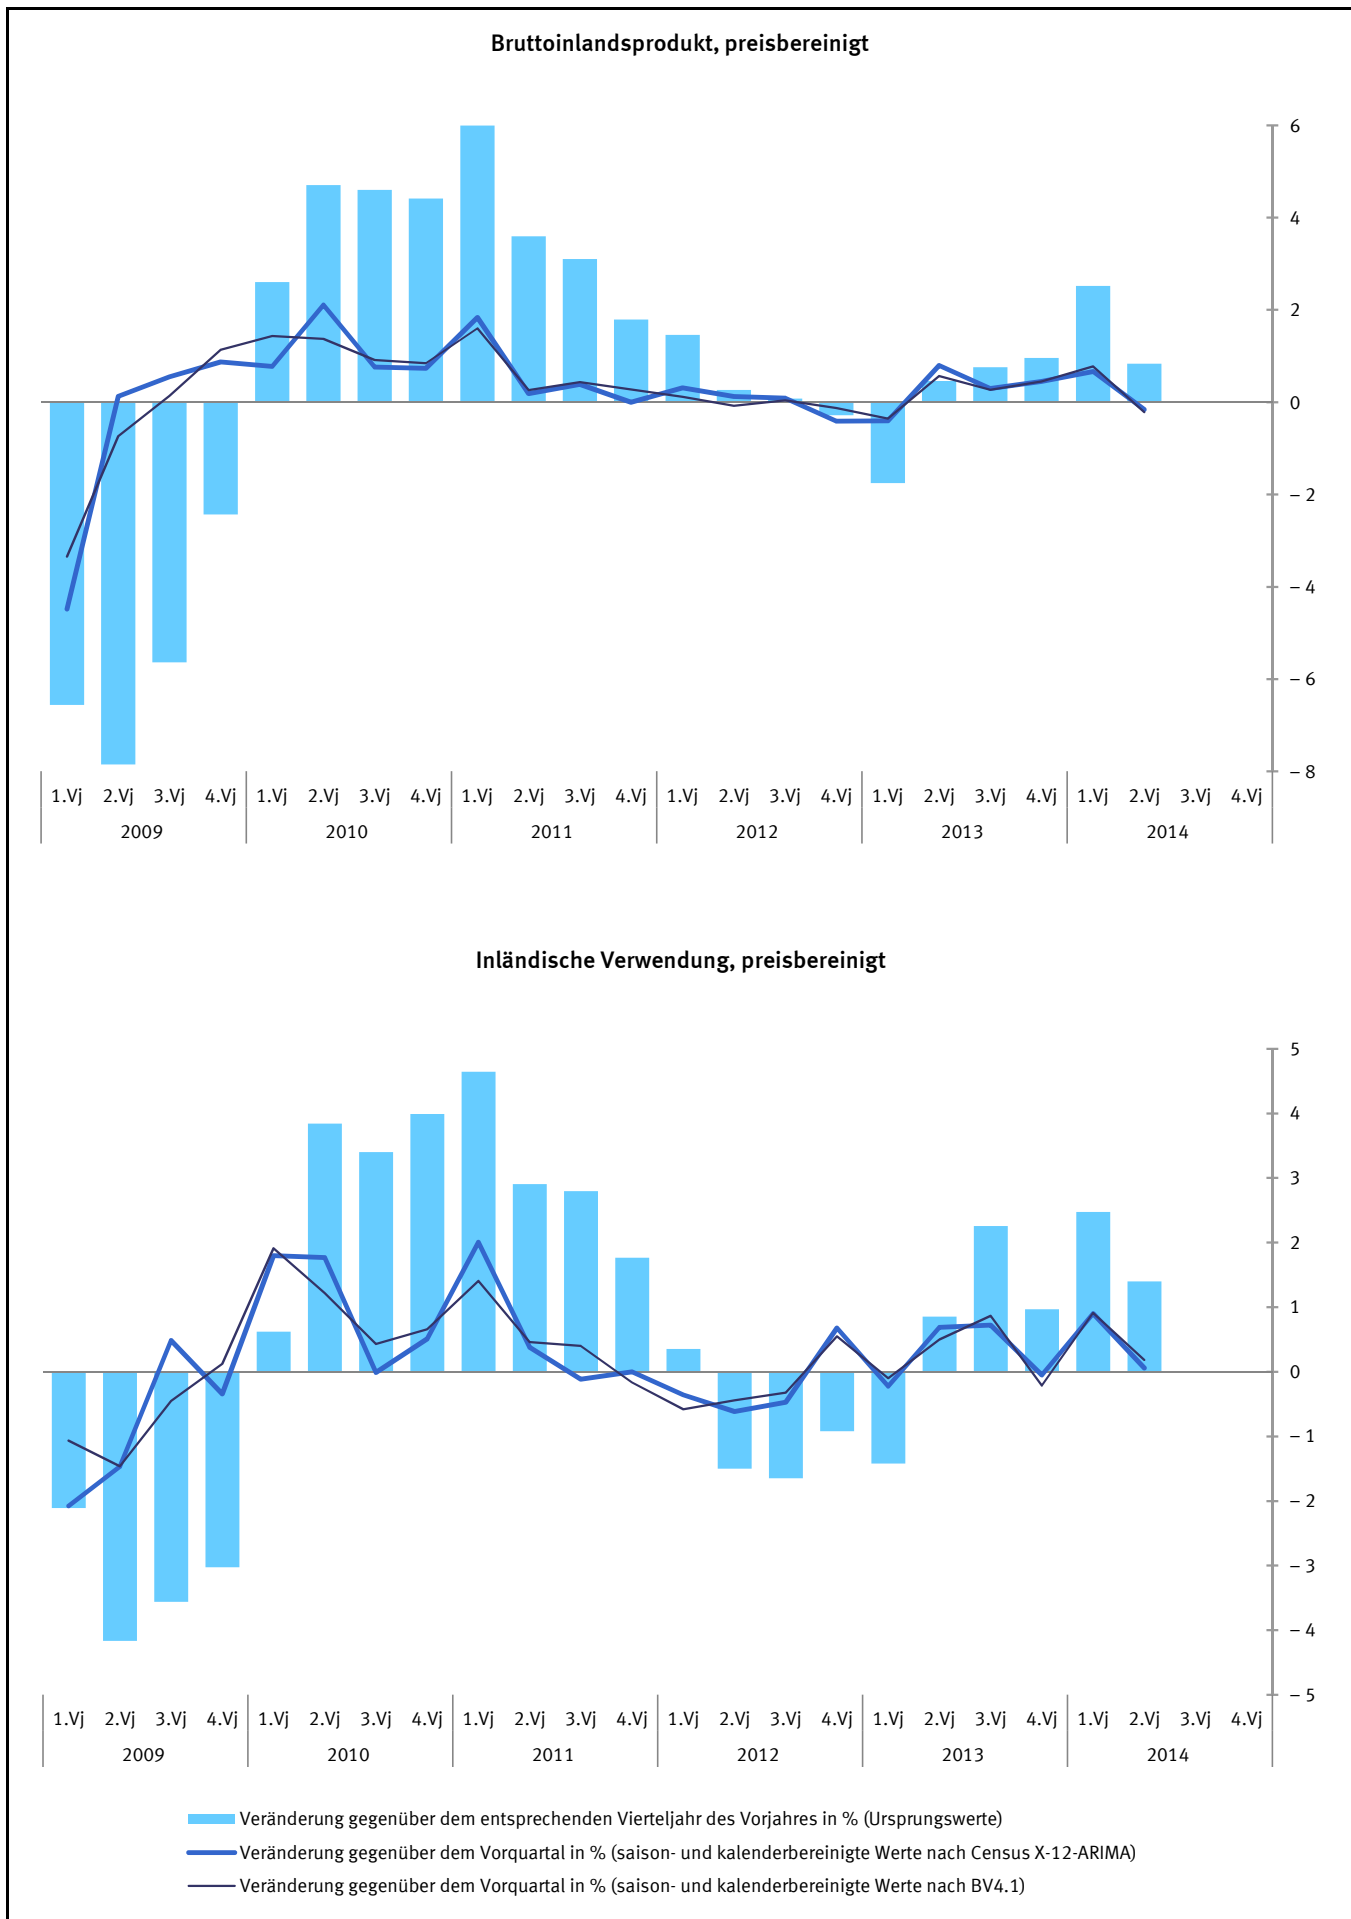 Bruttoinlandsprodukt, preisbereinigt
6
4
2
0
– 2
– 4
– 6
– 8
1.Vj 2.Vj 3.Vj 4.Vj 1.Vj 2.Vj 3.Vj 4.Vj 1.Vj 2.Vj 3.Vj 4.Vj 1.Vj 2.Vj 3.Vj 4.Vj 1.Vj 2.Vj 3.Vj 4.Vj 1.Vj 2.Vj 3.Vj 4.Vj
2009 2010 2011 2012 2013 2014
Inländische Verwendung, preisbereinigt
5
4
3
2
1
0
– 1
– 2
– 3
– 4
– 5
1.Vj 2.Vj 3.Vj 4.Vj 1.Vj 2.Vj 3.Vj 4.Vj 1.Vj 2.Vj 3.Vj 4.Vj 1.Vj 2.Vj 3.Vj 4.Vj 1.Vj 2.Vj 3.Vj 4.Vj 1.Vj 2.Vj 3.Vj 4.Vj
2009 2010 2011 2012 2013 2014
Veränderung gegenüber dem entsprechenden Vierteljahr des Vorjahres in % (Ursprungswerte)
Veränderung gegenüber dem Vorquartal in % (saison- und kalenderbereinigte Werte nach Census X-12-ARIMA)
Veränderung gegenüber dem Vorquartal in % (saison- und kalenderbereinigte Werte nach BV4.1)